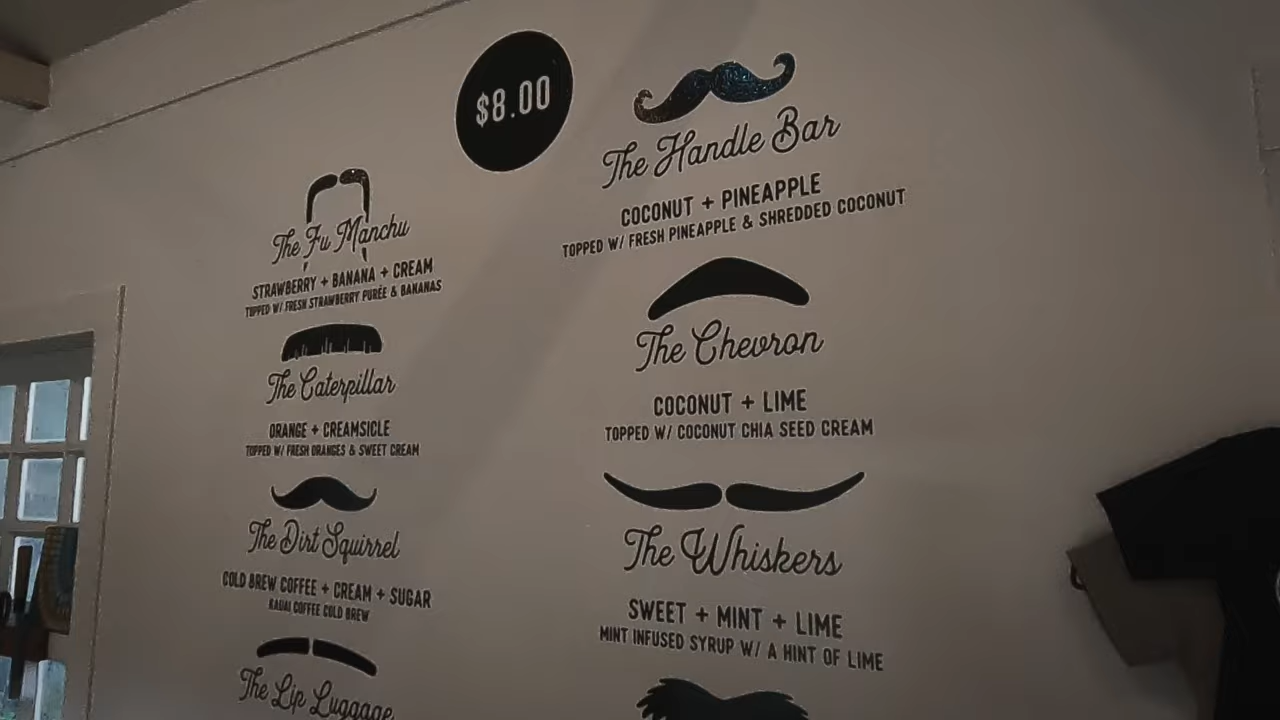 $8.00
The Fu Manchu
STRAWBERRY + BANANA + CREAM
TOPPED W/ FRESH STRAWBERRY PURÉE & BANANAS
The Caterpillar
ORANGE + CREAMSICLE
TOPPED W/ FRESH ORANGES & SWEET CREAM
The Dirt Squirrel
COLD BREW COFFEE + CREAM + SUGAR
KAUAI COFFEE COLD BREW
The Lip Luggage
The Handle Bar
COCONUT + PINEAPPLE
TOPPED W/ FRESH PINEAPPLE & SHREDDED COCONUT
The Chevron
COCONUT + LIME
TOPPED W/ COCONUT CHIA SEED CREAM
The Whiskers
SWEET + MINT + LIME
MINT INFUSED SYRUP W/ A HINT OF LIME